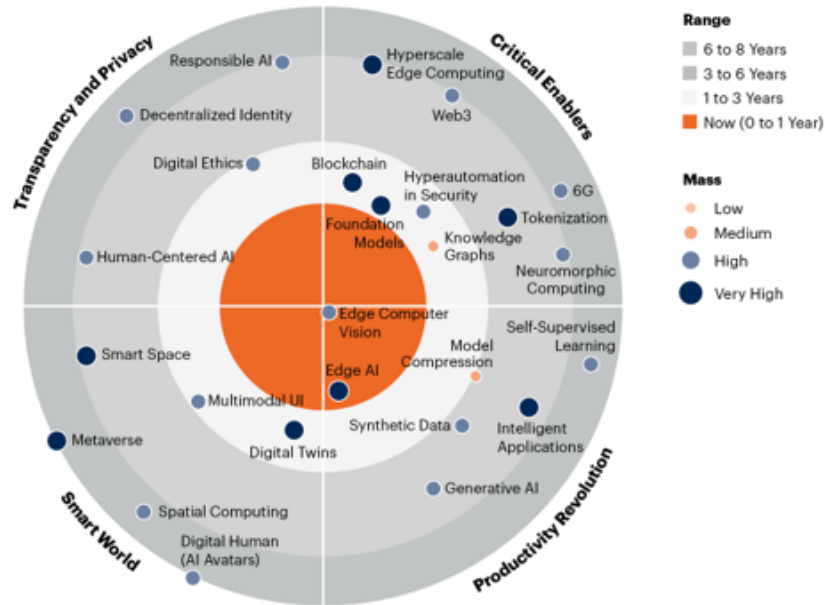 Transparency and Privacy
Critical Enablers
Responsible AI
Hyperscale
Edge Computing
Web3
Decentralized Identity
Digital Ethics
Blockchain
Hyperautomation
in Security
6G
Tokenization
Foundation
Models
Knowledge
Graphs
Human-Centered AI
Neuromorphic
Computing
Edge Computer
Vision
Self-Supervised
Learning
Smart Space
Model
Compression
Edge AI
Multimodal UI
Synthetic Data
Intelligent
Applications
Metaverse
Digital Twins
Generative AI
Spatial Computing
Digital Human
(AI Avatars)
Smart World
Productivity Revolution
Range
6 to 8 Years
3 to 6 Years
1 to 3 Years
Now (0 to 1 Year)
Mass
Low
Medium
High
Very High